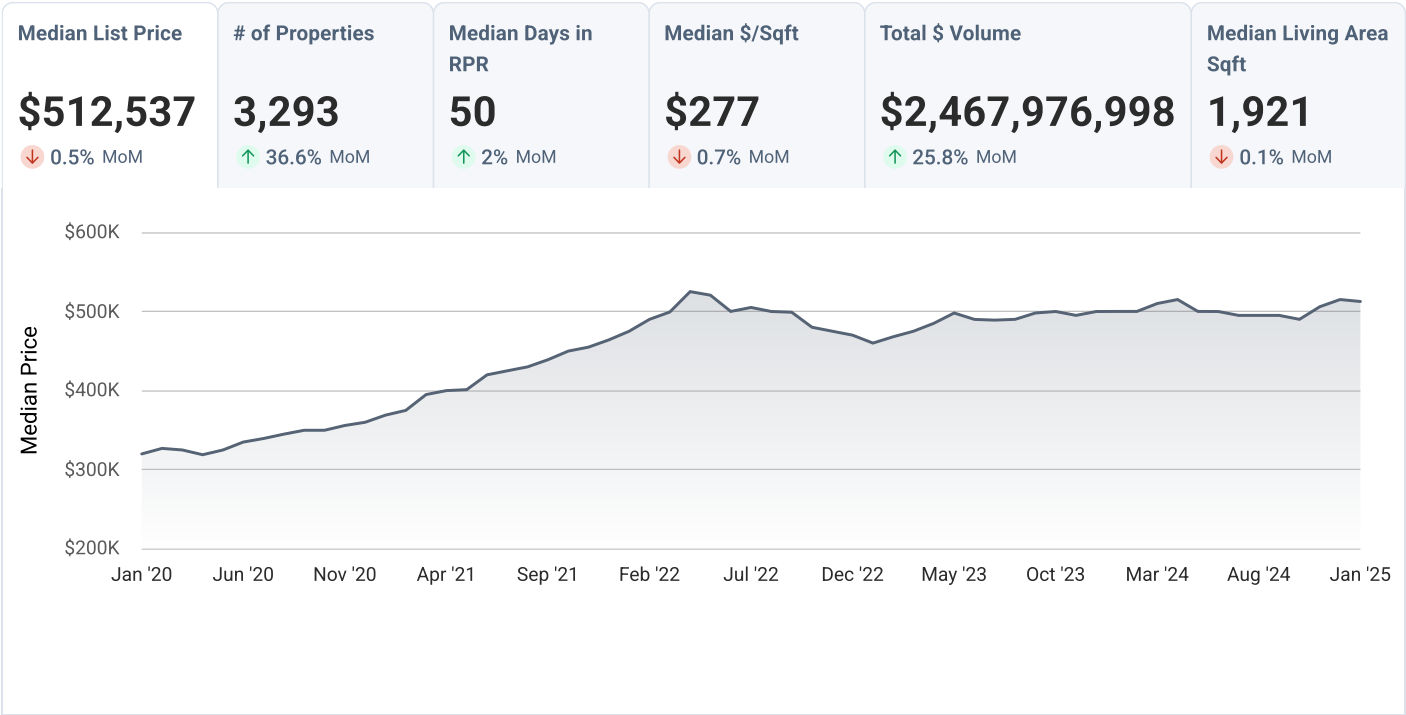 Median List Price
$512,537
0.5% MoM
# of Properties
3,293
36.6% MoM
Median Days in
RPR
50
2% MoM
Median $/Sqft
$277
0.7% MoM
Total $ Volume
$2,467,976,998
25.8% MoM
Median Living Area
Sqft
1,921
0.1% MoM
Median Price
$600K
$500K
$400K
$300K
$200K
Jan '20 Jun '20 Nov '20 Apr '21 Sep '21 Feb '22 Jul '22 Dec '22 May '23 Oct '23 Mar '24 Aug '24 Jan '25